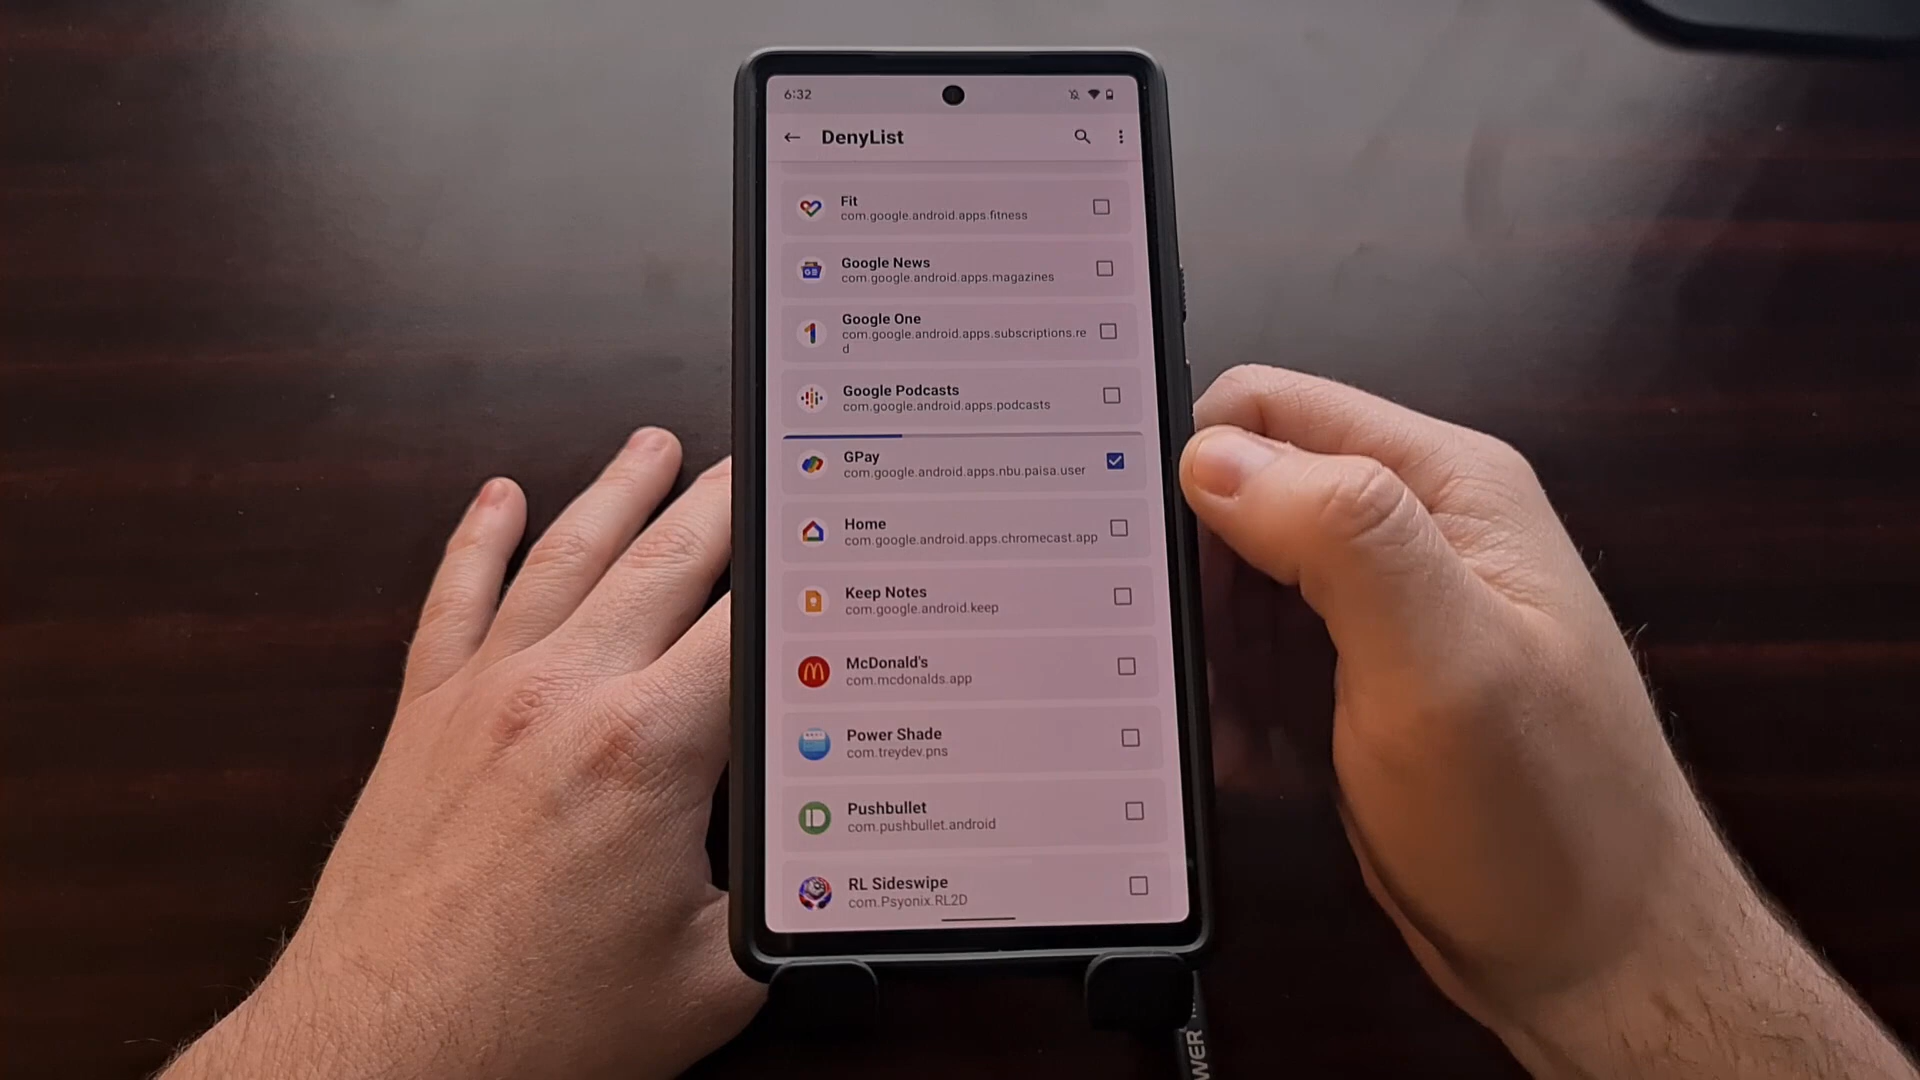 6:32
DenyList
Fit
com.google.android.apps.fitness
Google News
com.google.android.apps.magazines
Google One
com.google.android.apps.subscriptions.re
d
Google Podcasts
com.google.android.apps.podcasts
GPay
com.google.android.apps.nbu.paisa.user
Home
com.google.android.apps.chromecast.app
Keep Notes
com.google.android.keep
McDonald's
com.mcdonalds.app
Power Shade
com.treydev.pns
Pushbullet
com.pushbullet.android
RL Sideswipe
com.Psyonix.RL2D